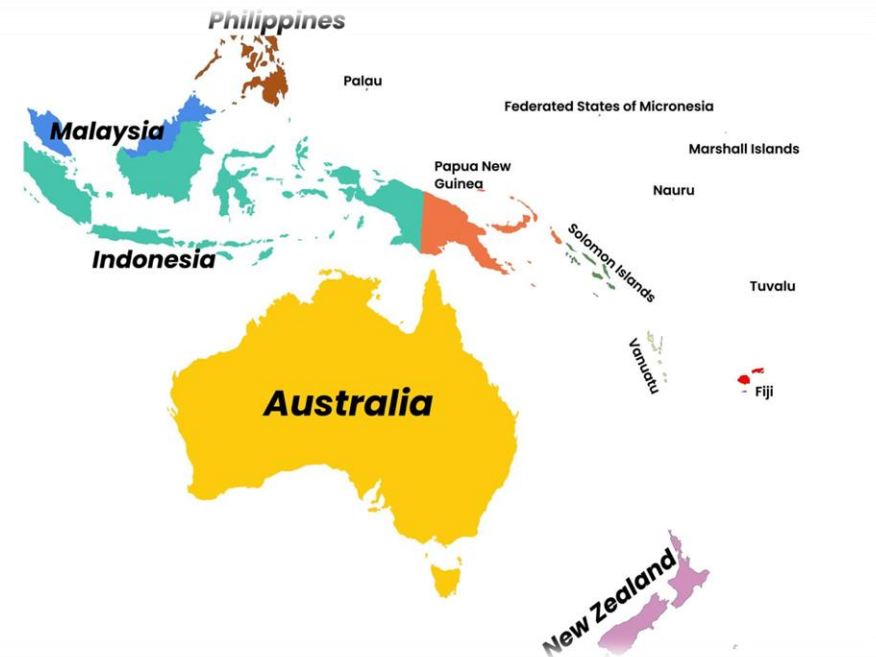 Philippines
Palau
Federated States of Micronesia
Malaysia
Marshall Islands
Papua New
Guinea
Nauru
Indonesia
Solomon Islands
Tuvalu
Vanuatu
Fiji
Australia
New Zealand